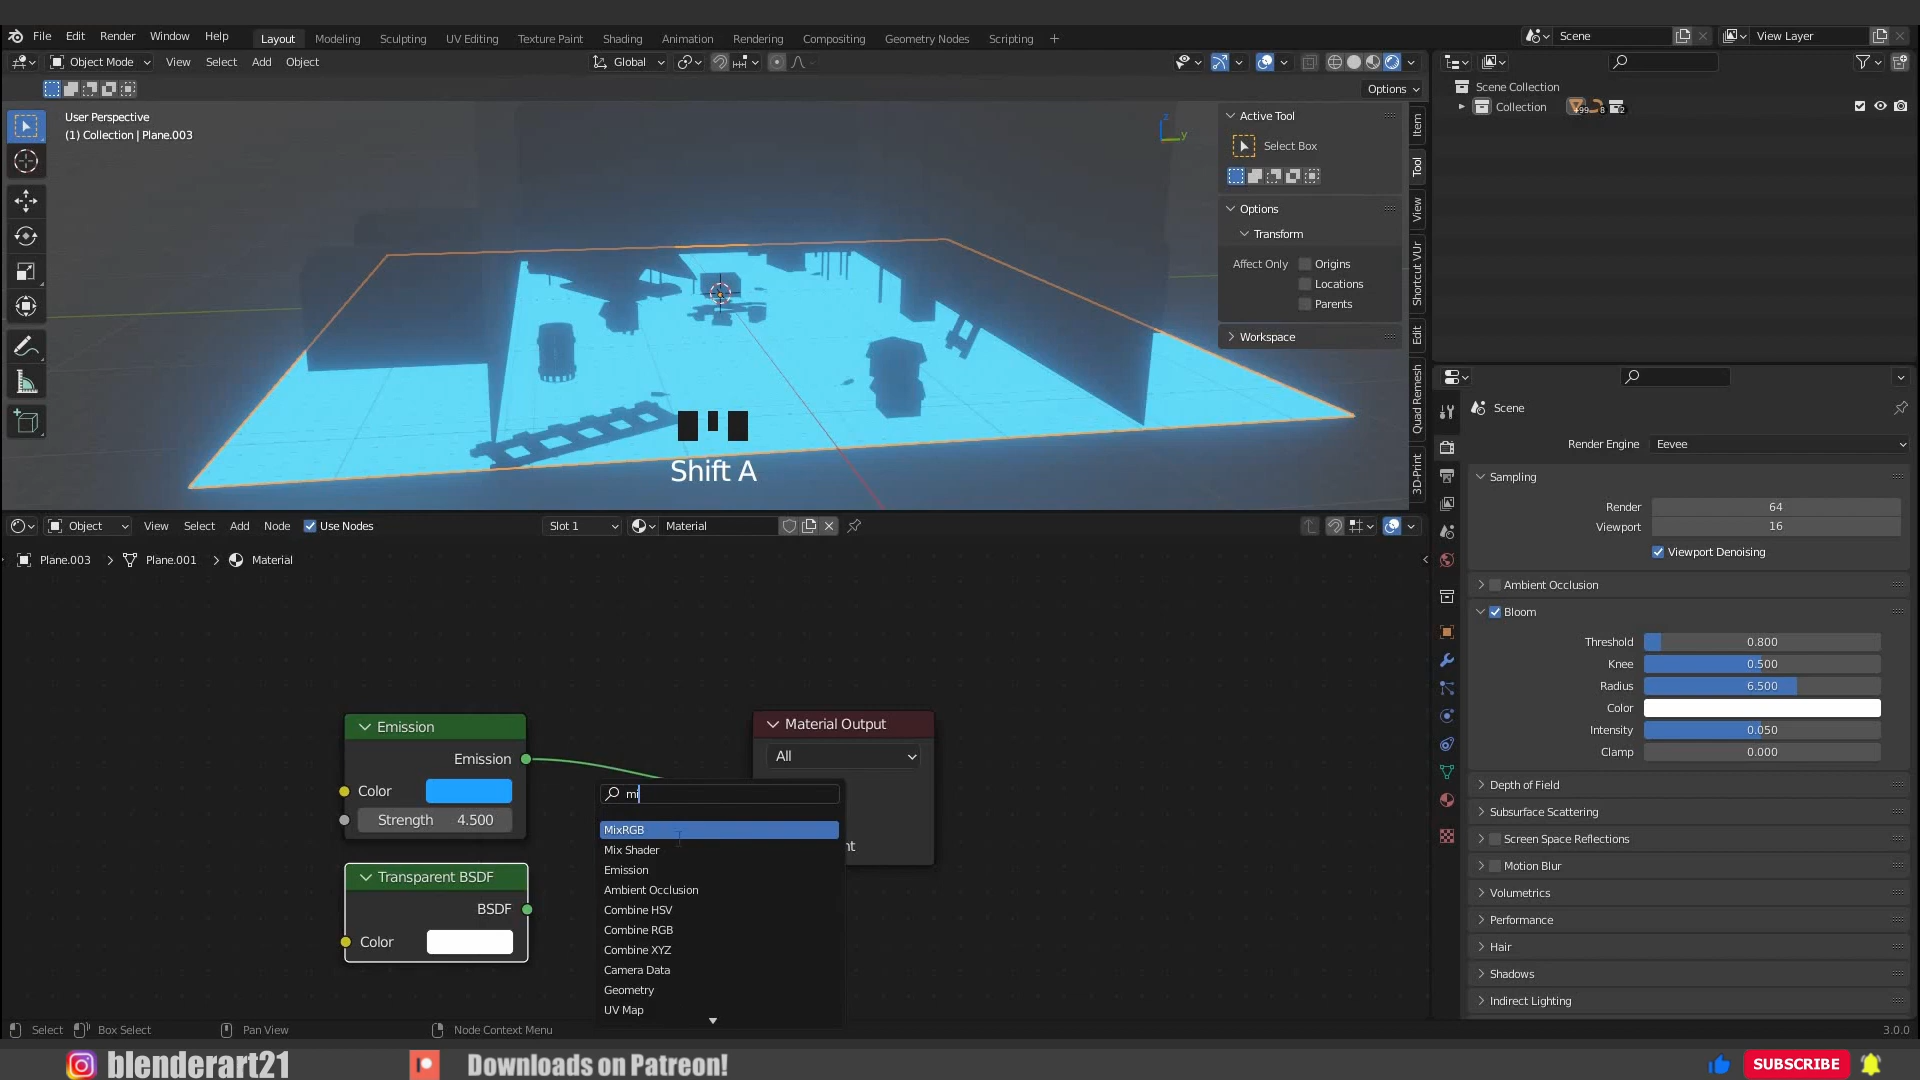 File Edit Render Window Help Layout Modeling Sculpting UV Editing Texture Paint Shading Animation Rendering Compositing Geometry Nodes Scripting + Scene View Layer
Object Mode View Select Add Object Global
Options
User Perspective
(1) Collection | Plane.003
z
y
Active Tool
Select Box
Options
Transform
Affect Only Origins
Locations
Parents
Workspace
Item
Tool
View
Shortcut VUr
Edit
Quad Remesh
3D-Print
Shift A
Scene Collection
Collection
+99 8 2
Object View Select Add Node Use Nodes Slot 1 Material
Plane.003 > Plane.001 > Material
Emission
Emission
Color
Strength 4.500
Transparent BSDF
BSDF
Color
Material Output
All
nt
mi
MixRGB
Mix Shader
Emission
Ambient Occlusion
Combine HSV
Combine RGB
Combine XYZ
Camera Data
Geometry
UV Map
Scene
Render Engine Eevee
Sampling
Render 64
Viewport 16
Viewport Denoising
Ambient Occlusion
Bloom
Threshold 0.800
Knee 0.500
Radius 6.500
Color
Intensity 0.050
Clamp 0.000
Depth of Field
Subsurface Scattering
Screen Space Reflections
Motion Blur
Volumetrics
Performance
Hair
Shadows
Indirect Lighting
Select Box Select Pan View Node Context Menu 3.0.0
blenderart21 Downloads on Patreon! SUBSCRIBE